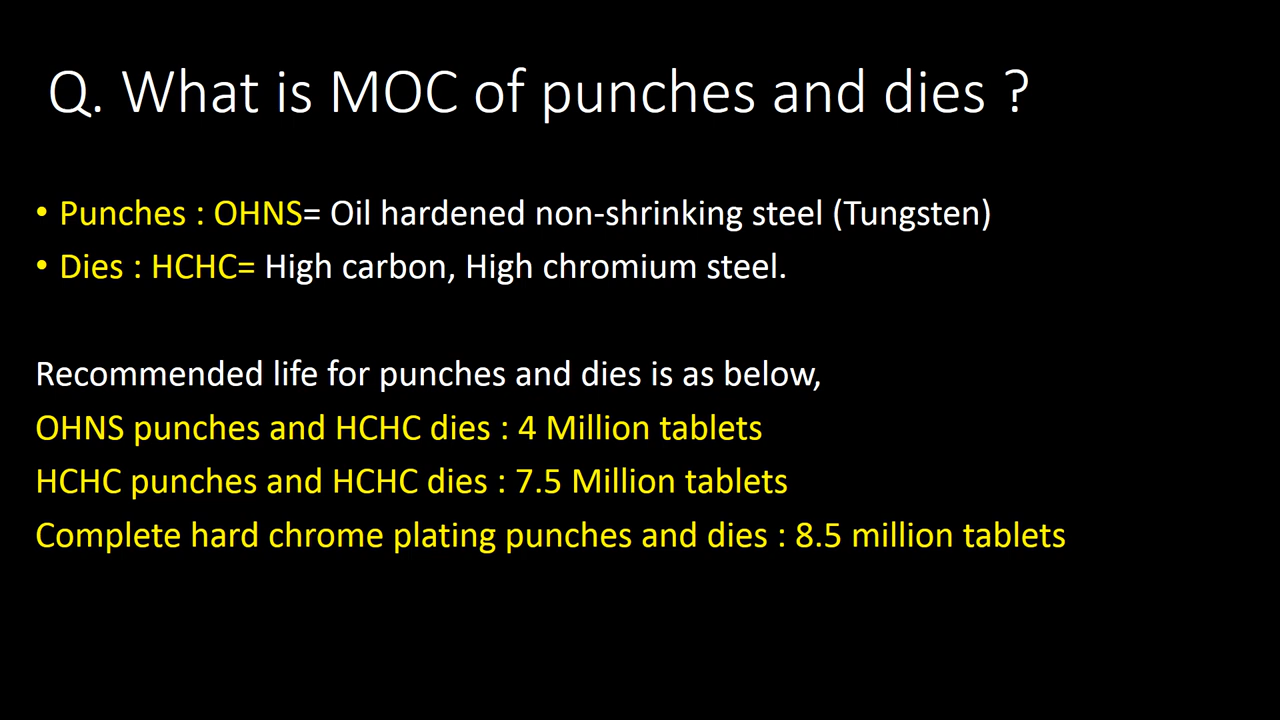 Q. What is MOC of punches and dies ?
• Punches : OHNS= Oil hardened non-shrinking steel (Tungsten)
• Dies : HCHC= High carbon, High chromium steel.
Recommended life for punches and dies is as below,
OHNS punches and HCHC dies : 4 Million tablets
HCHC punches and HCHC dies : 7.5 Million tablets
Complete hard chrome plating punches and dies : 8.5 million tablets